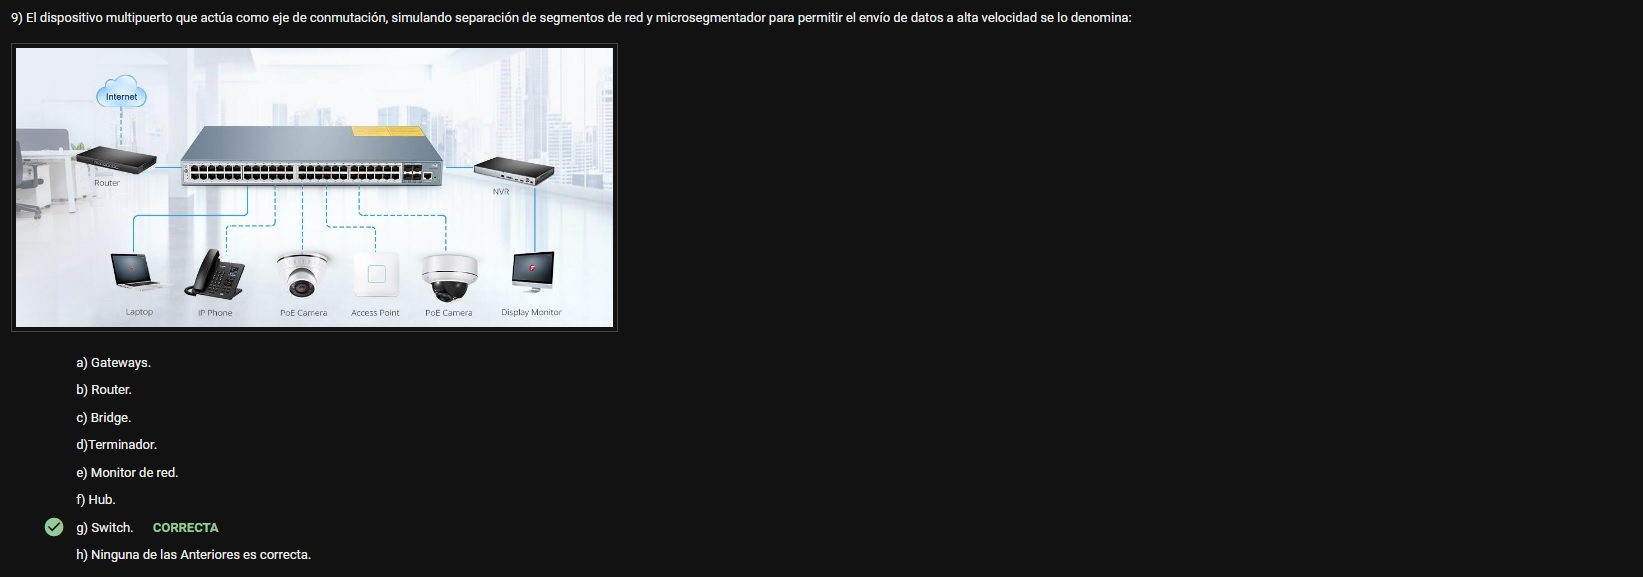 9) El dispositivo multipuerto que actúa como eje de conmutación, simulando separación de segmentos de red y microsegmentador para permitir el envío de datos a alta velocidad se lo denomina:
Internet
Router
NVR
Laptop
IP Phone
PoE Camera
Access Point
PoE Camera
Display Monitor
a) Gateways.
b) Router.
c) Bridge.
d)Terminador.
e) Monitor de red.
f) Hub.
g) Switch. CORRECTA
h) Ninguna de las Anteriores es correcta.